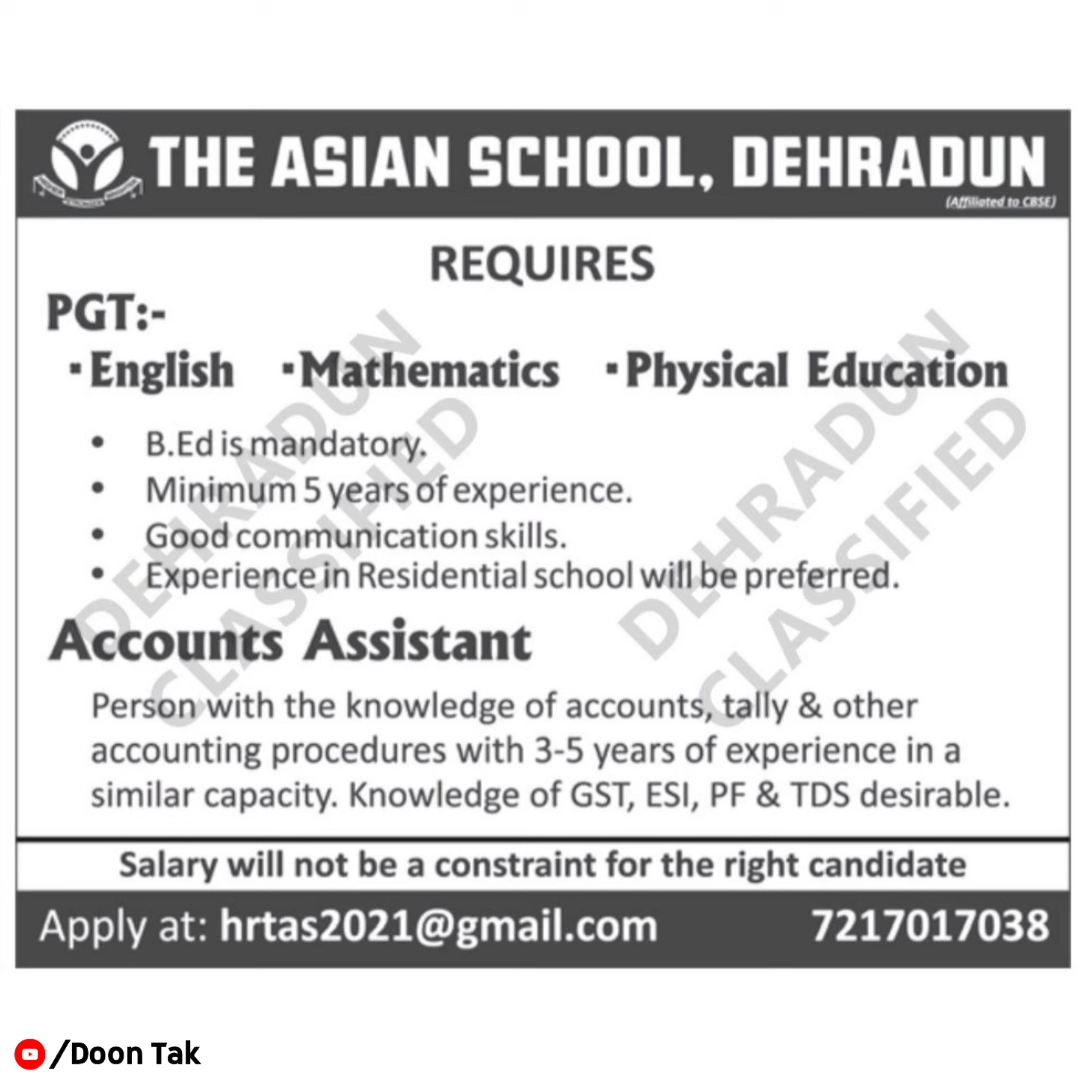 THE ASIAN SCHOOL, DEHRADUN
(Affiliated to CBSE)
REQUIRES
PGT:-
▪ English ▪ Mathematics ▪ Physical Education
• B.Ed is mandatory.
• Minimum 5 years of experience.
• Good communication skills.
• Experience in Residential school will be preferred.
Accounts Assistant
Person with the knowledge of accounts, tally & other
accounting procedures with 3-5 years of experience in a
similar capacity. Knowledge of GST, ESI, PF & TDS desirable.
Salary will not be a constraint for the right candidate
Apply at: hrtas2021@gmail.com 7217017038
DEHRADUN
CLASSIFIED
DEHRADUN
CLASSIFIED
/Doon Tak